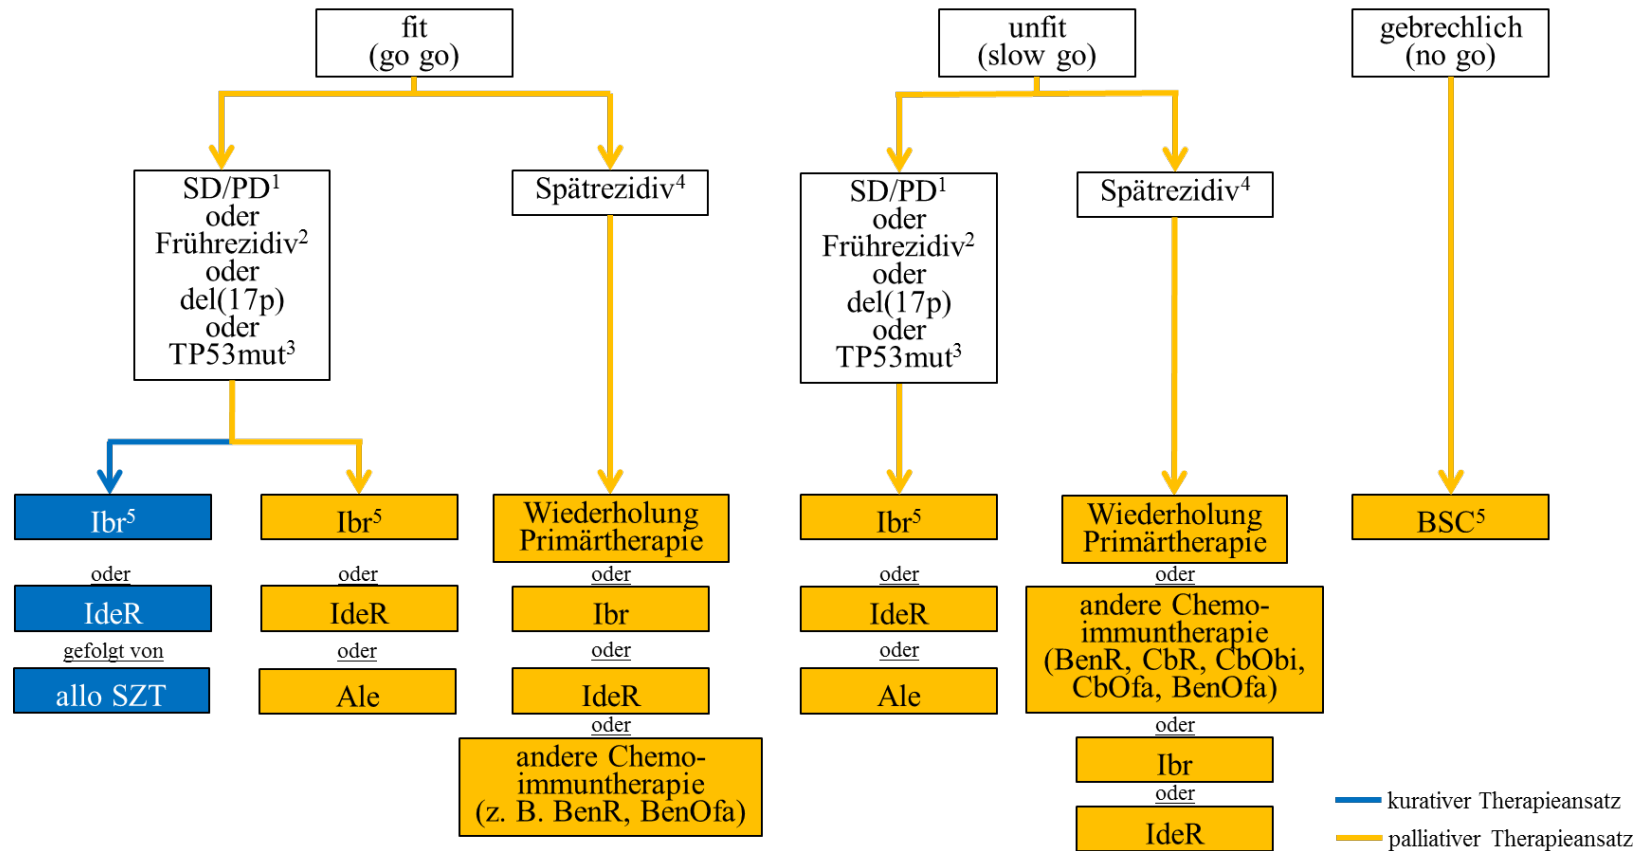 fit
(go go)
unfit
(slow go)
gebrechlich
(no go)
SD/PD¹
oder
Frührezidiv²
oder
del(17p)
oder
TP53mut³
Spätrezidiv⁴
SD/PD¹
oder
Frührezidiv²
oder
del(17p)
oder
TP53mut³
Spätrezidiv⁴
Ibr⁵
oder
IdeR
gefolgt von
allo SZT
Ibr⁵
oder
IdeR
oder
Ale
Wiederholung
Primärtherapie
oder
Ibr
oder
IdeR
oder
andere Chemo-
immuntherapie
(z. B. BenR, BenOfa)
Ibr⁵
oder
IdeR
oder
Ale
Wiederholung
Primärtherapie
oder
andere Chemo-
immuntherapie
(BenR, CbR, CbObi,
CbOfa, BenOfa)
oder
Ibr
oder
IdeR
BSC⁵
kurativer Therapieansatz
palliativer Therapieansatz